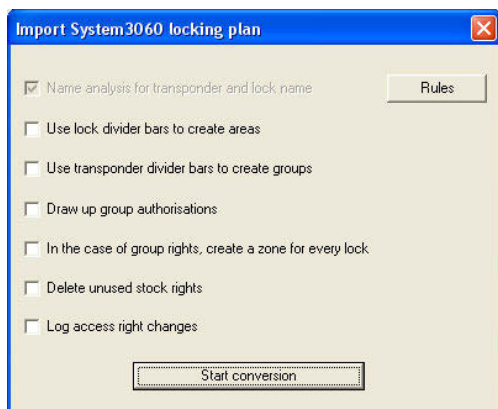 Import System3060 locking plan
Name analysis for transponder and lock name
Rules
Use lock divider bars to create areas
Use transponder divider bars to create groups
Draw up group authorisations
In the case of group rights, create a zone for every lock
Delete unused stock rights
Log access right changes
Start conversion